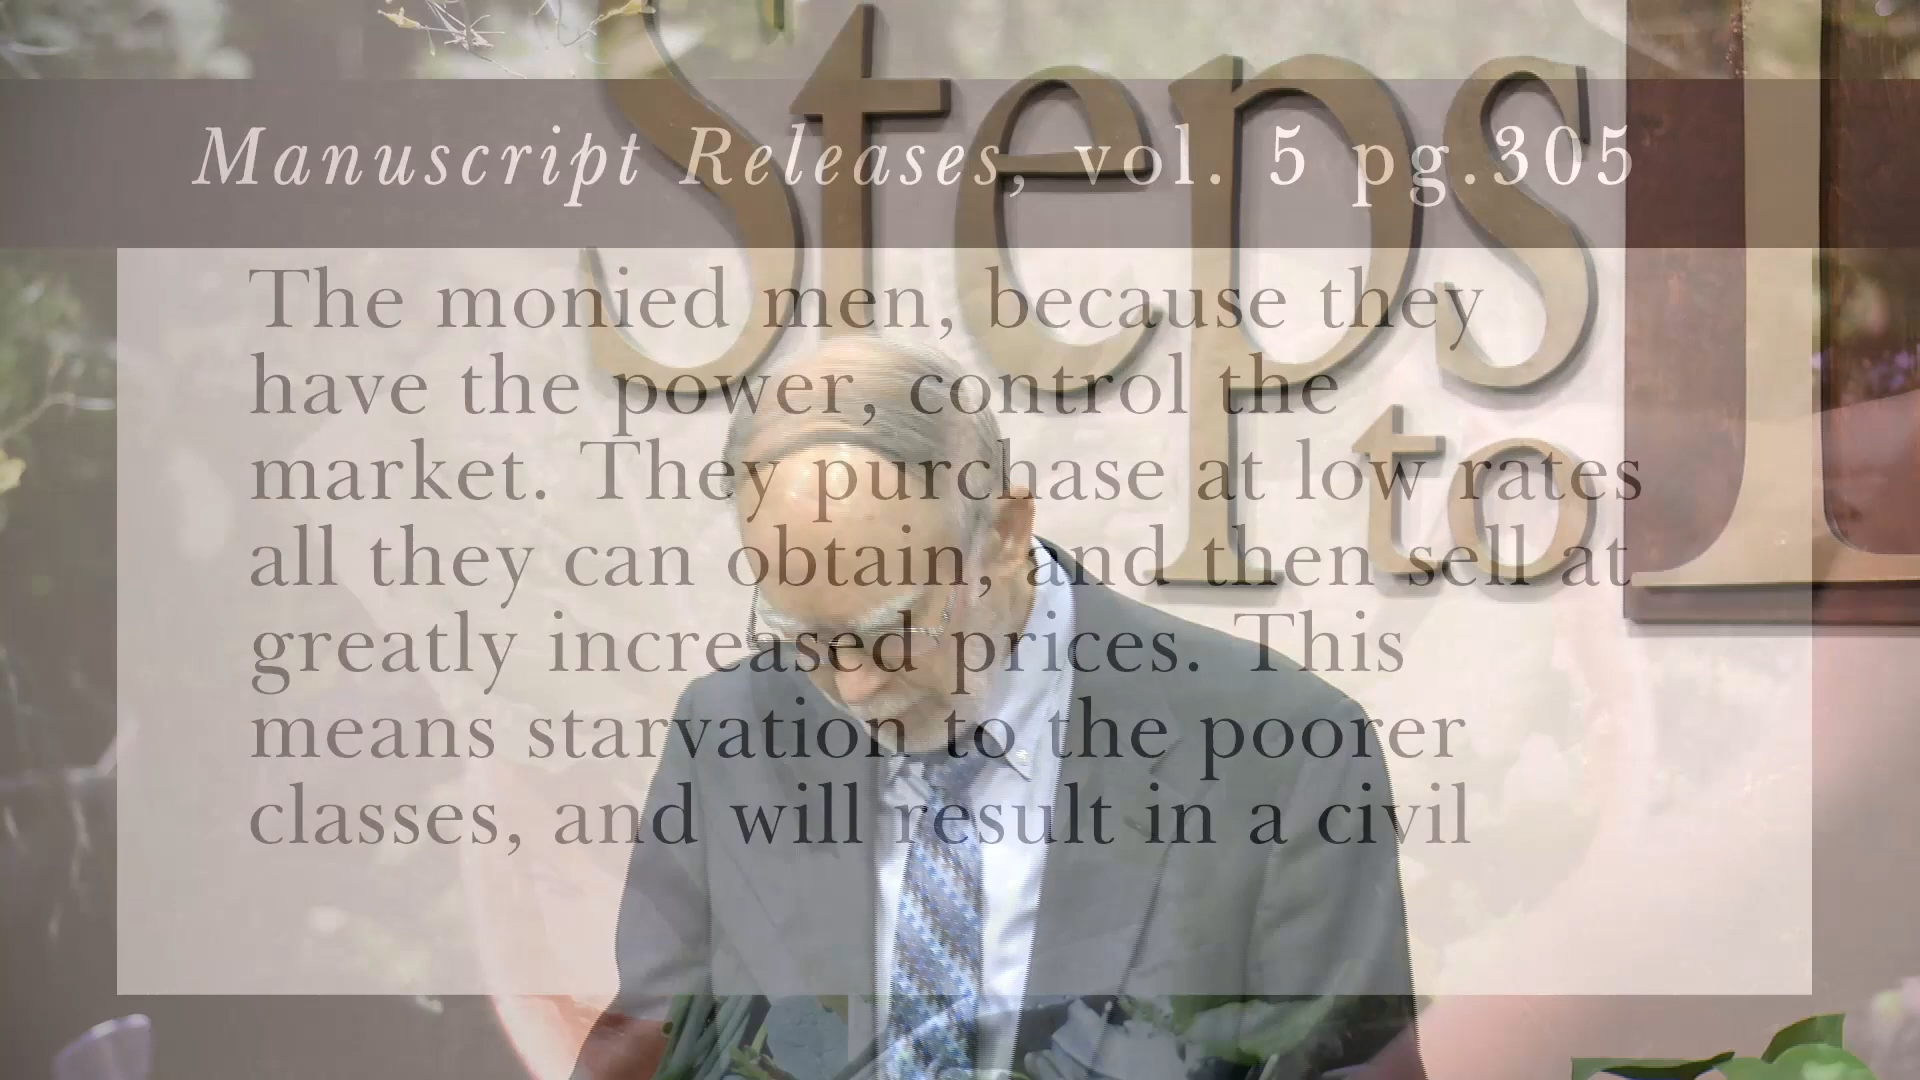 Steps
to
Manuscript Releases, vol. 5 pg.305
The monied men, because they
have the power, control the
market. They purchase at low rates
all they can obtain, and then sell at
greatly increased prices. This
means starvation to the poorer
classes, and will result in a civil